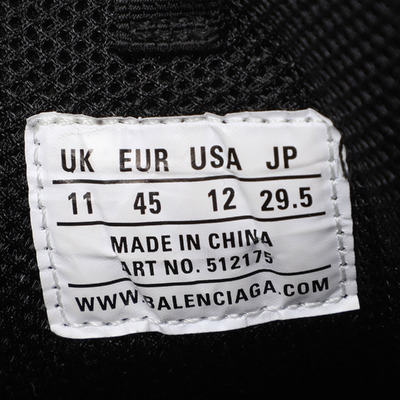 UK EUR USA JP
11 45 12 29.5
MADE IN CHINA
ART NO. 512175
WWW.BALENCIAGA.COM